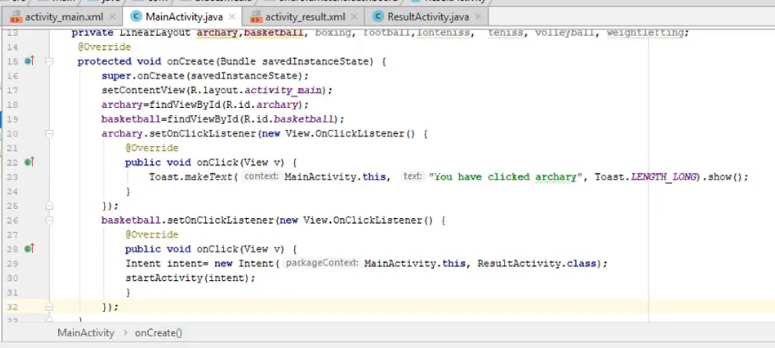 activity_main.xml MainActivity.java activity_result.xml ResultActivity.java
13 private LinearLayout archary,basketball, boxing, football,lonteniss, teniss, volleyball, weightlefting;
14 @Override
15 protected void onCreate(Bundle savedInstanceState) {
16 super.onCreate(savedInstanceState);
17 setContentView(R.layout.activity_main);
18 archary=findViewById(R.id.archary);
19 basketball=findViewById(R.id.basketball);
20 archary.setOnClickListener(new View.OnClickListener() {
21 @Override
22 public void onClick(View v) {
23 Toast.makeText( context: MainActivity.this, text: "You have clicked archary", Toast.LENGTH_LONG).show();
24 }
25 });
26 basketball.setOnClickListener(new View.OnClickListener() {
27 @Override
28 public void onClick(View v) {
29 Intent intent= new Intent( packageContext: MainActivity.this, ResultActivity.class);
30 startActivity(intent);
31 }
32 });
MainActivity > onCreate()